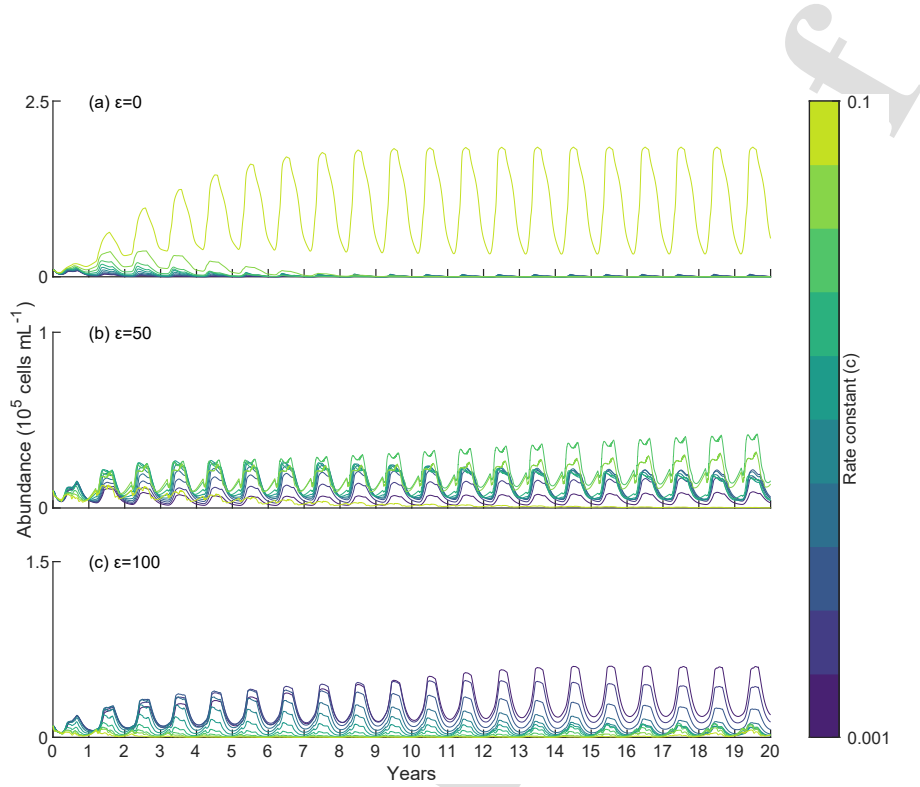 f
2.5
(a) ε=0
0
1
(b) ε=50
0
1.5
(c) ε=100
0
0 1 2 3 4 5 6 7 8 9 10 11 12 13 14 15 16 17 18 19 20
Years
Abundance (10⁵ cells mL⁻¹)
0.1
Rate constant (c)
0.001